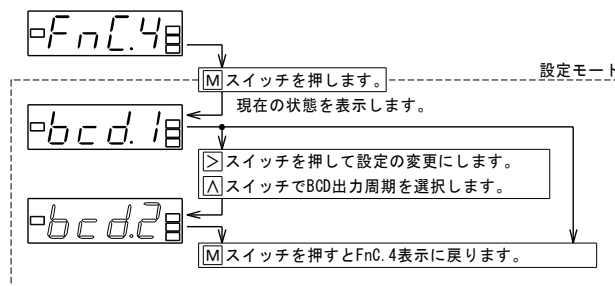 FnC.4
設定モード
Mスイッチを押します。
現在の状態を表示します。
bcd.1
>スイッチを押して設定の変更にします。
∧スイッチでBCD出力周期を選択します。
bcd.2
Mスイッチを押すとFnC.4表示に戻ります。